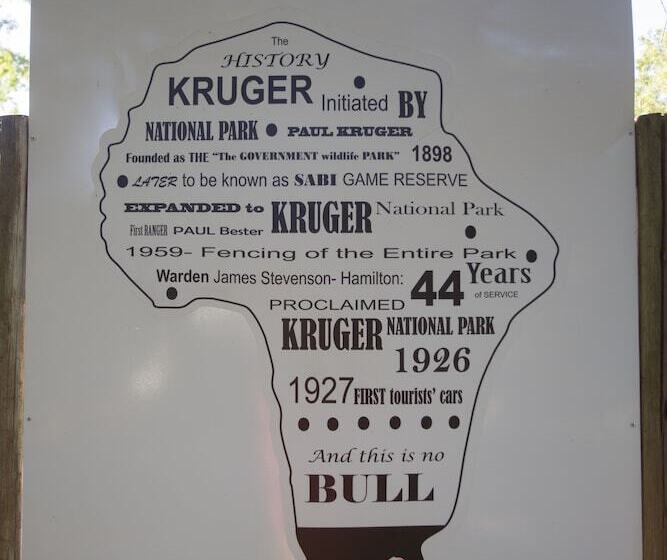 The
HISTORY
KRUGER Initiated BY
NATIONAL PARK • PAUL KRUGER
Founded as THE "The GOVERNMENT wildlife PARK" 1898
• LATER to be known as SABI GAME RESERVE
EXPANDED to KRUGER National Park
First RANGER PAUL Bester
1959- Fencing of the Entire Park
Warden James Stevenson- Hamilton: 44 Years
of SERVICE
PROCLAIMED
KRUGER NATIONAL PARK
1926
1927 FIRST tourists' cars
And this is no
BULL